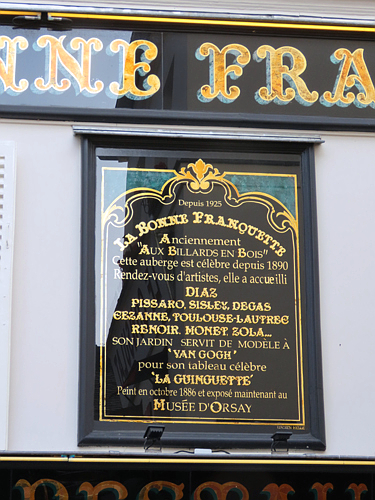 NNE FRA
Depuis 1925
LA BONNE FRANQUETTE
Anciennement
"AUX BILLARDS EN BOIS"
Cette auberge est célèbre depuis 1890
Rendez-vous d'artistes, elle a accueilli
DIAZ
PISSARO, SISLEY, DEGAS
CEZANNE, TOULOUSE-LAUTREC
RENOIR, MONET, ZOLA...
SON JARDIN SERVIT DE MODÈLE À
"VAN GOGH"
pour son tableau célèbre
"LA GUINGUETTE"
Peint en octobre 1886 et exposé maintenant au
MUSÉE D'ORSAY